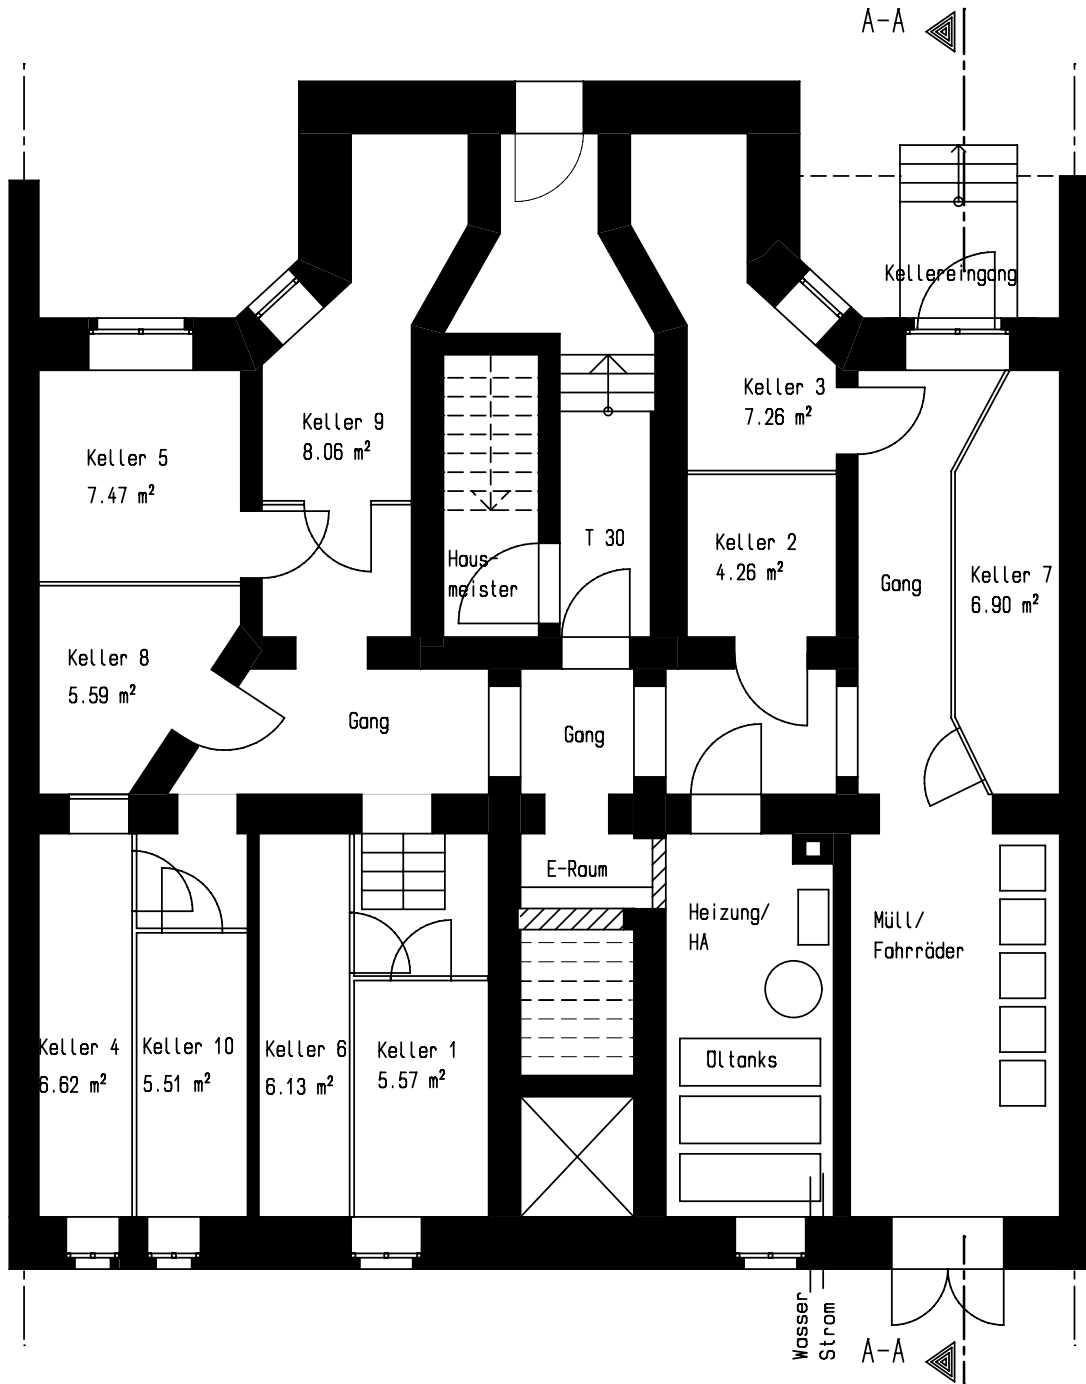 A-A
Kellereingang
Keller 3
7.26 m²
Keller 9
8.06 m²
Keller 5
7.47 m²
T 30
Keller 2
4.26 m²
Haus-
meister
Gang
Keller 7
6.90 m²
Keller 8
5.59 m²
Gang
Gang
E-Raum
Heizung/
HA
Müll/
Fahrräder
Keller 4
6.62 m²
Keller 10
5.51 m²
Keller 6
6.13 m²
Keller 1
5.57 m²
Öltanks
Wasser
Strom
A-A